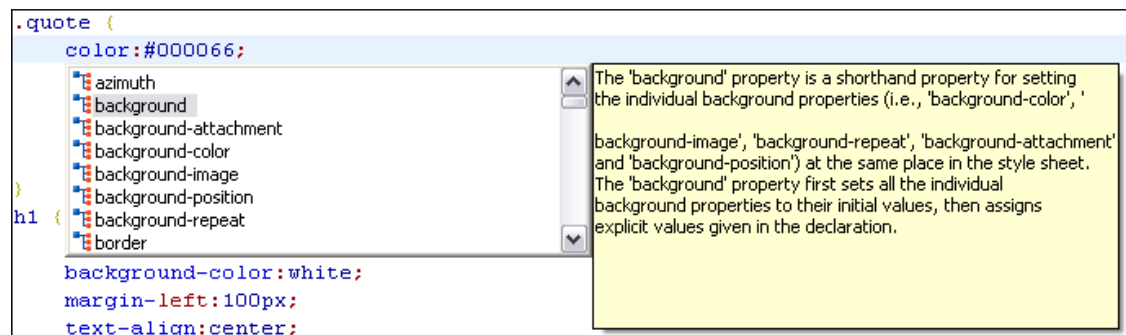 .quote {
color:#000066;
azimuth
background
background-attachment
background-color
background-image
background-position
background-repeat
border
The 'background' property is a shorthand property for setting
the individual background properties (i.e., 'background-color', '
background-image', 'background-repeat', 'background-attachment'
and 'background-position') at the same place in the style sheet.
The 'background' property first sets all the individual
background properties to their initial values, then assigns
explicit values given in the declaration.
}
h1 {
background-color:white;
margin-left:100px;
text-align:center;